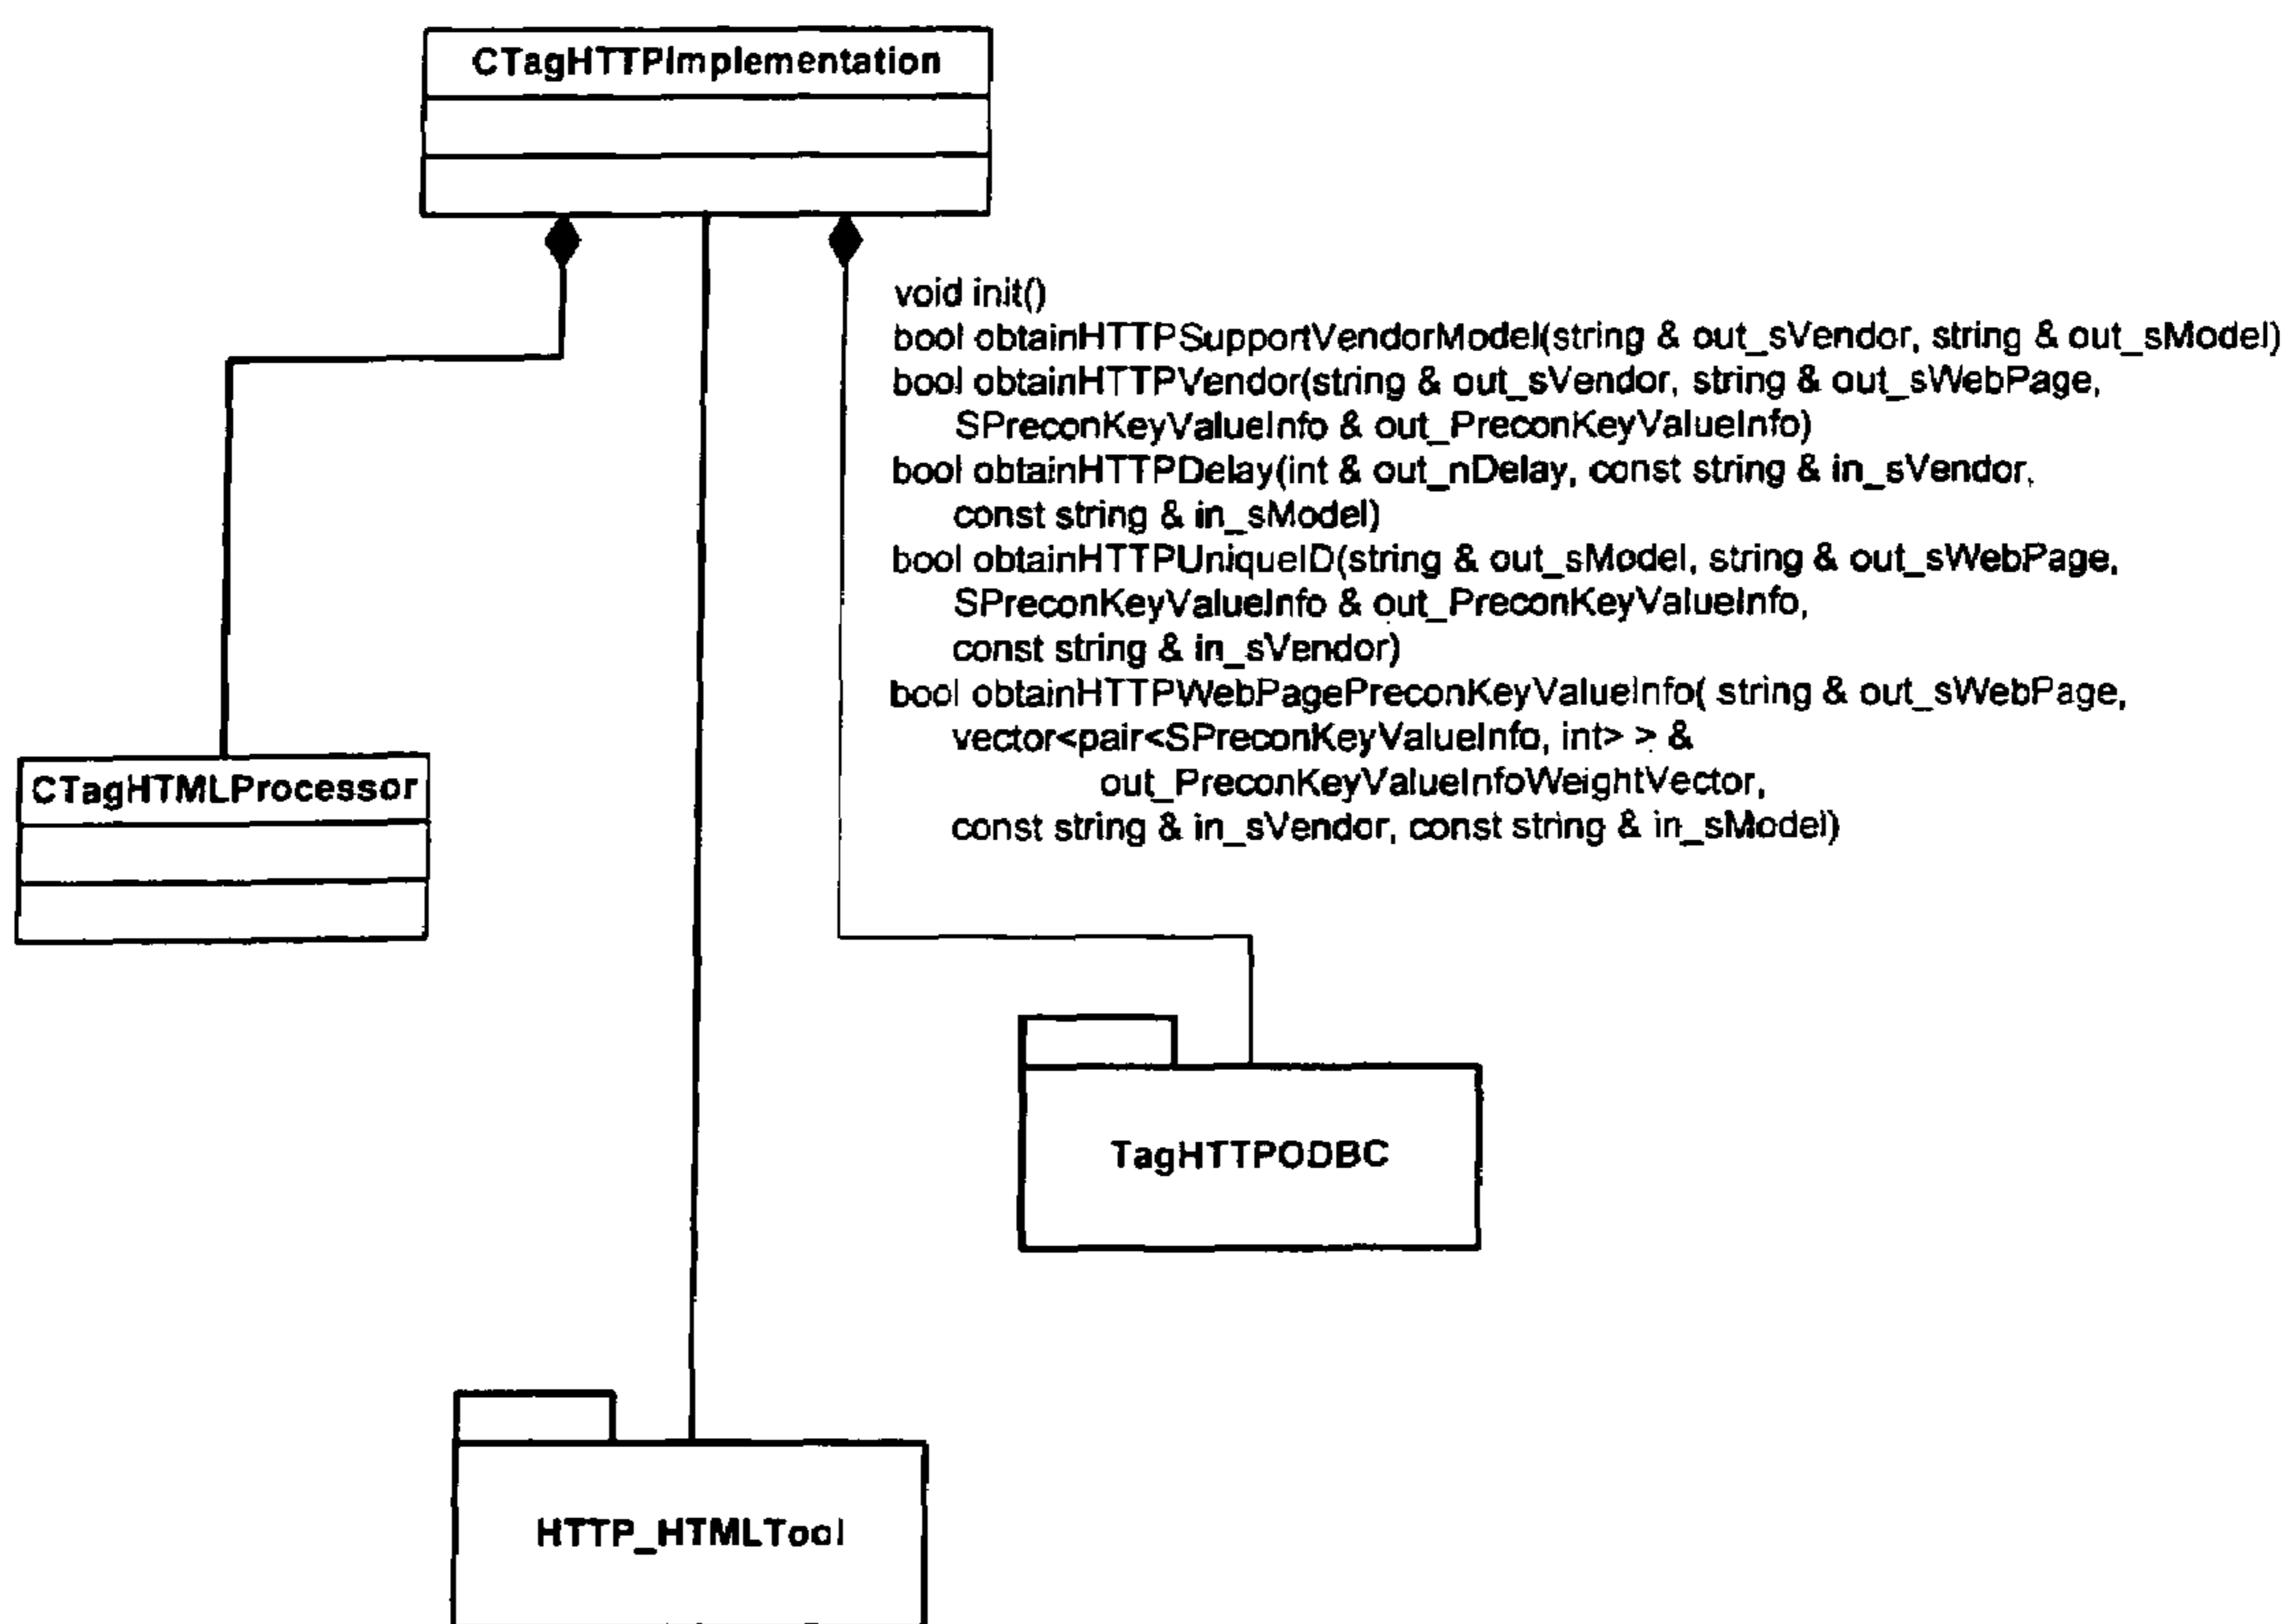 CTagHTTPImplementation
void init()
bool obtainHTTPSupportVendorModel(string & out_sVendor, string & out_sModel)
bool obtainHTTPVendor(string & out_sVendor, string & out_sWebPage,
SPreconKeyValueInfo & out_PreconKeyValueInfo)
bool obtainHTTPDelay(int & out_nDelay, const string & in_sVendor,
const string & in_sModel)
bool obtainHTTPUniqueID(string & out_sModel, string & out_sWebPage,
SPreconKeyValueInfo & out_PreconKeyValueInfo,
const string & in_sVendor)
bool obtainHTTPWebPagePreconKeyValueInfo( string & out_sWebPage,
vector<pair<SPreconKeyValueInfo, int> > &
out_PreconKeyValueInfoWeightVector,
const string & in_sVendor, const string & in_sModel)
CTagHTMLProcessor
TagHTTPODBC
HTTP_HTMLTool